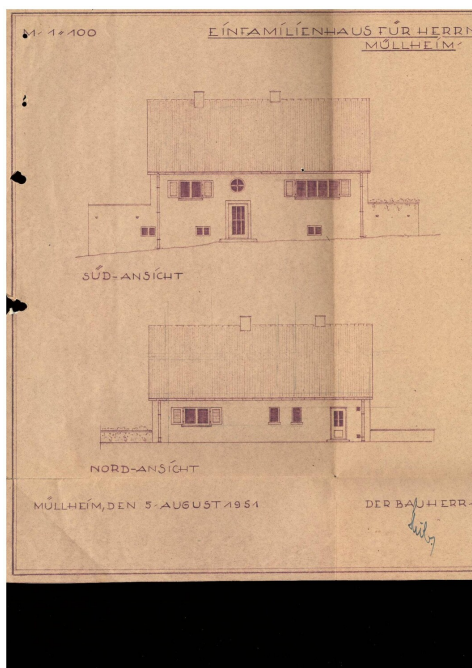 M· 1:100
EINFAMILIENHAUS FÜR HERRN
MÜLLHEIM·
SÜD-ANSICHT
NORD-ANSICHT
MÜLLHEIM, DEN 5· AUGUST 1951
DER BAUHERR·